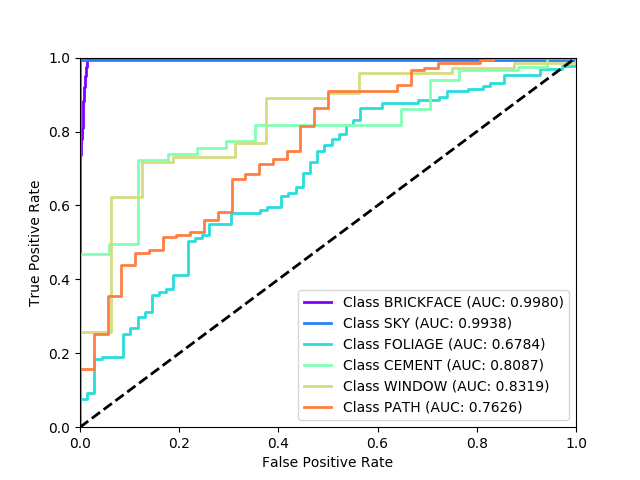 1.0
0.8
0.6
0.4
0.2
0.0
True Positive Rate
Class BRICKFACE (AUC: 0.9980)
Class SKY (AUC: 0.9938)
Class FOLIAGE (AUC: 0.6784)
Class CEMENT (AUC: 0.8087)
Class WINDOW (AUC: 0.8319)
Class PATH (AUC: 0.7626)
0.0 0.2 0.4 0.6 0.8 1.0
False Positive Rate